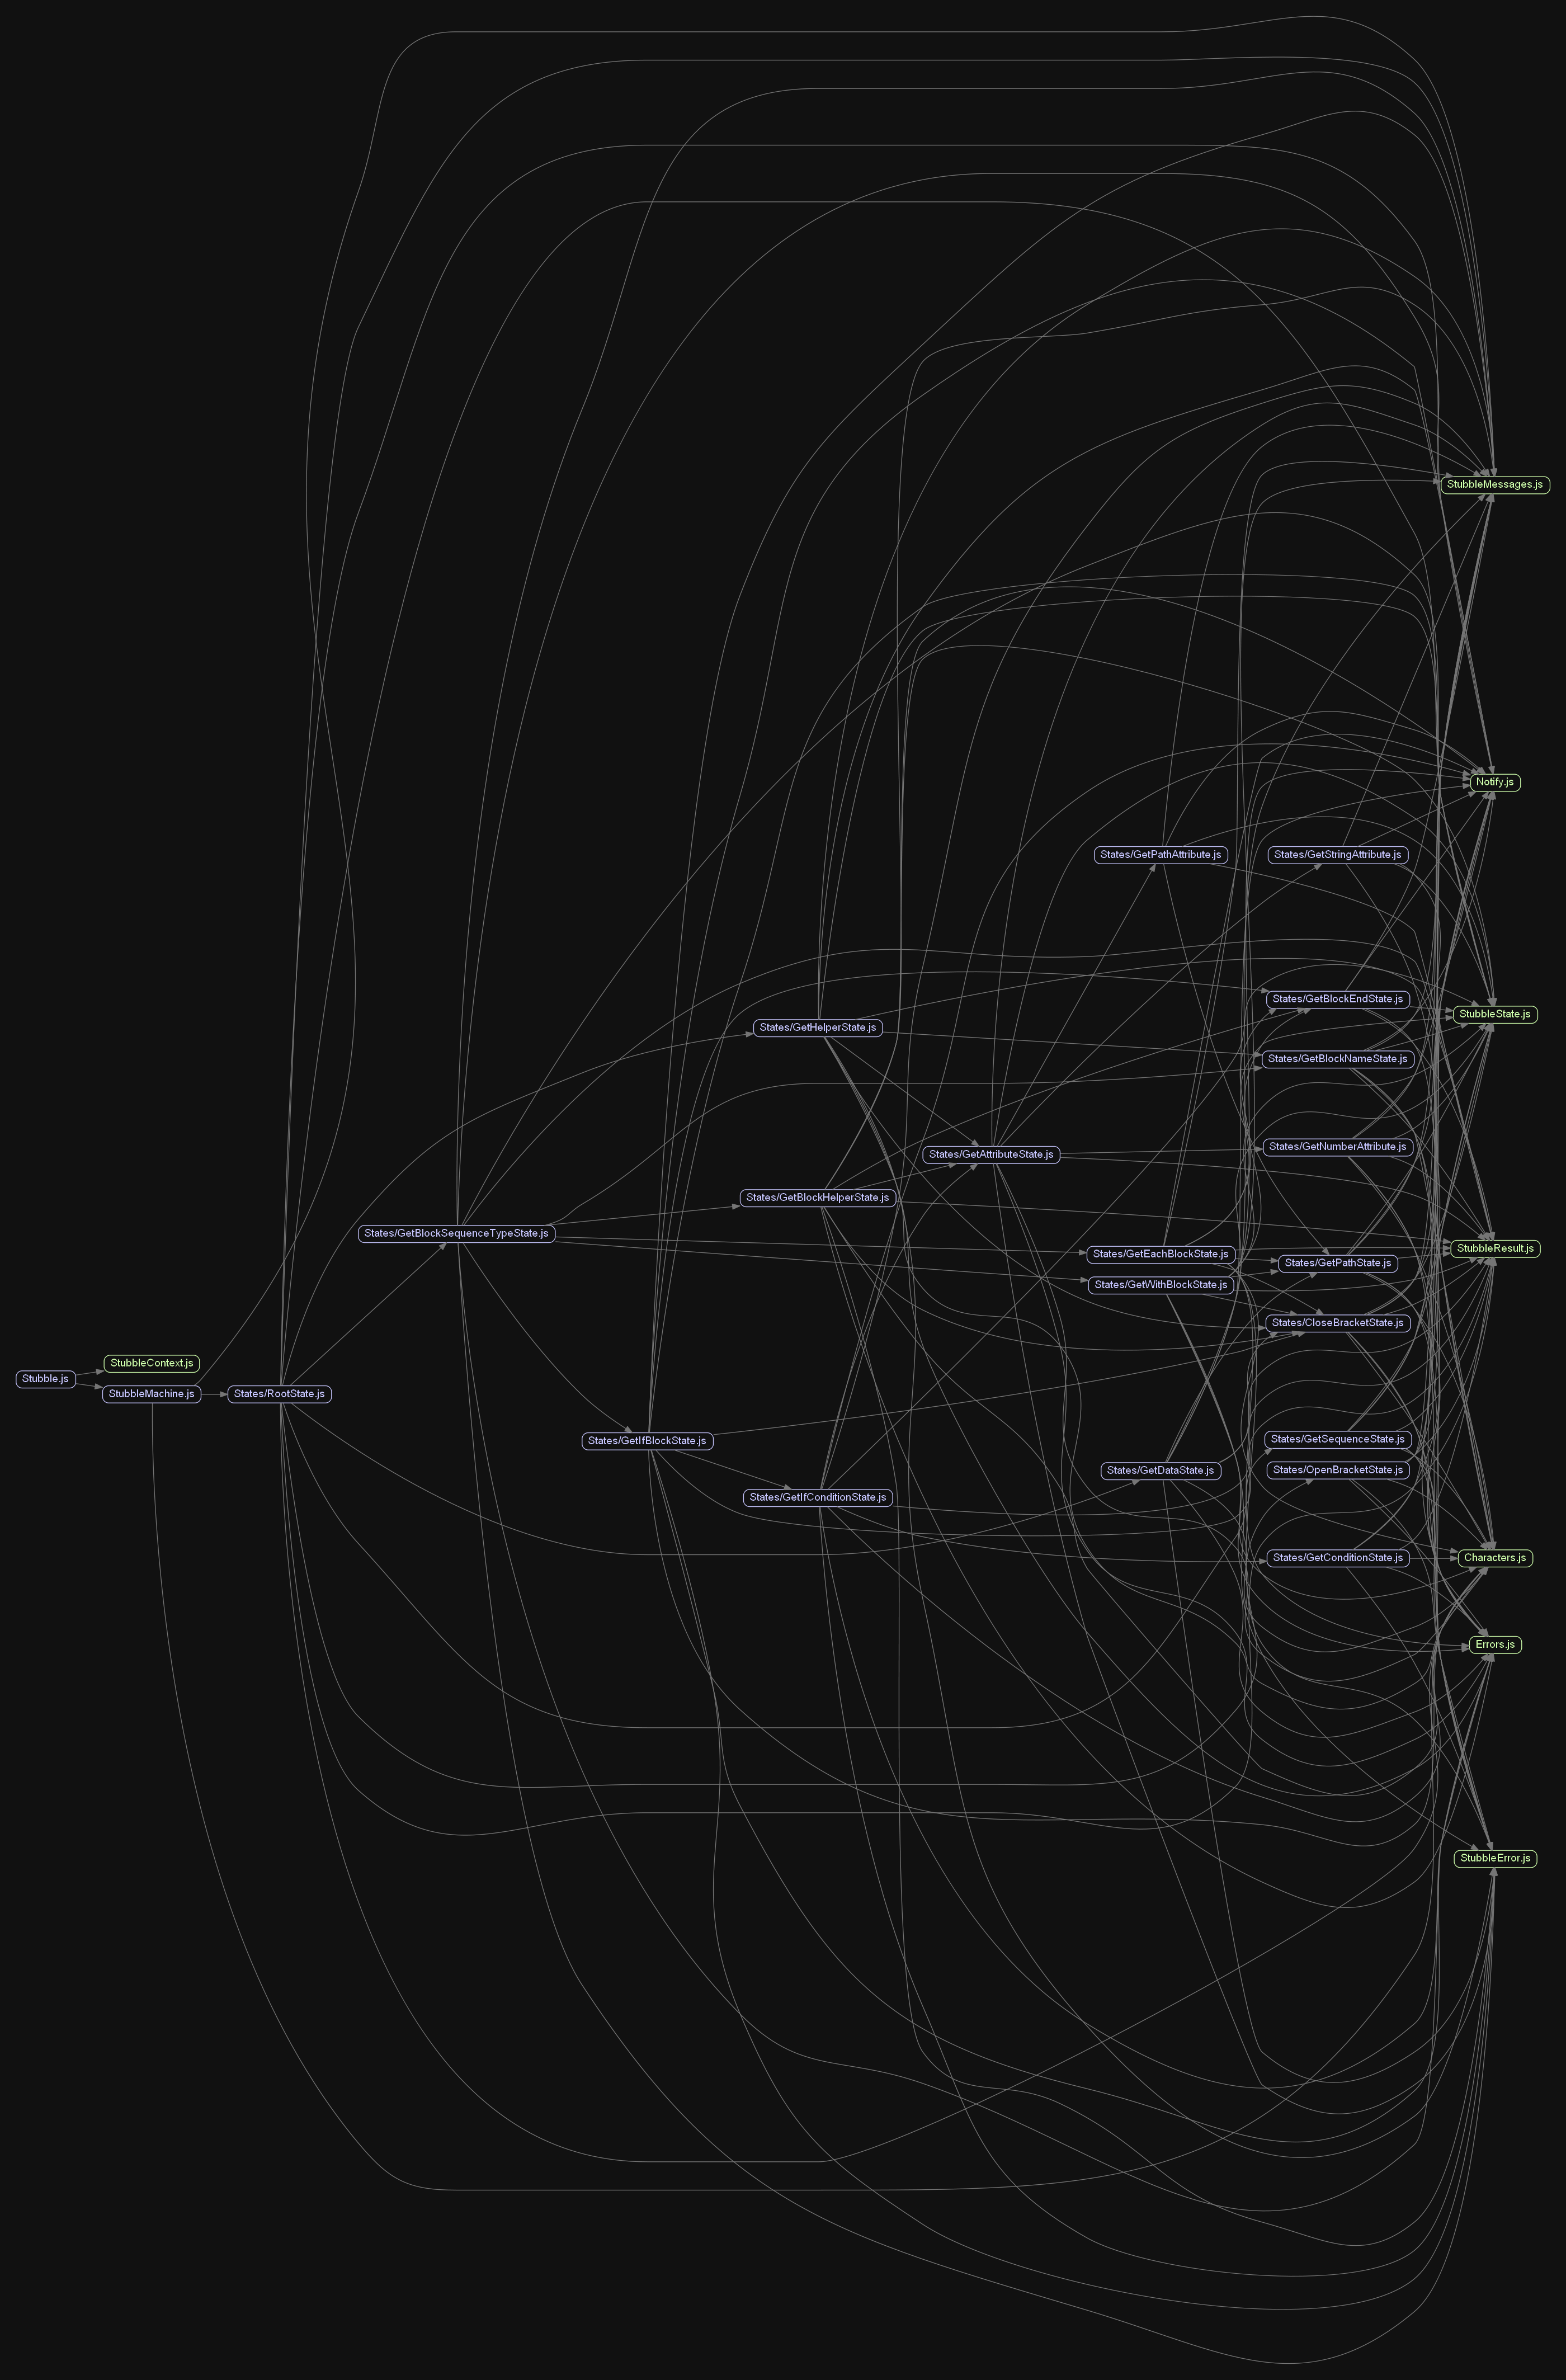 StubbleMessages.js
Notify.js
States/GetPathAttribute.js
States/GetStringAttribute.js
States/GetBlockEndState.js
StubbleState.js
States/GetHelperState.js
States/GetBlockNameState.js
States/GetNumberAttribute.js
States/GetAttributeState.js
States/GetBlockHelperState.js
States/GetBlockSequenceTypeState.js
StubbleResult.js
States/GetEachBlockState.js
States/GetPathState.js
States/GetWithBlockState.js
States/CloseBracketState.js
StubbleContext.js
Stubble.js
StubbleMachine.js
States/RootState.js
States/GetIfBlockState.js
States/GetSequenceState.js
States/GetDataState.js
States/OpenBracketState.js
States/GetIfConditionState.js
States/GetConditionState.js
Characters.js
Errors.js
StubbleError.js